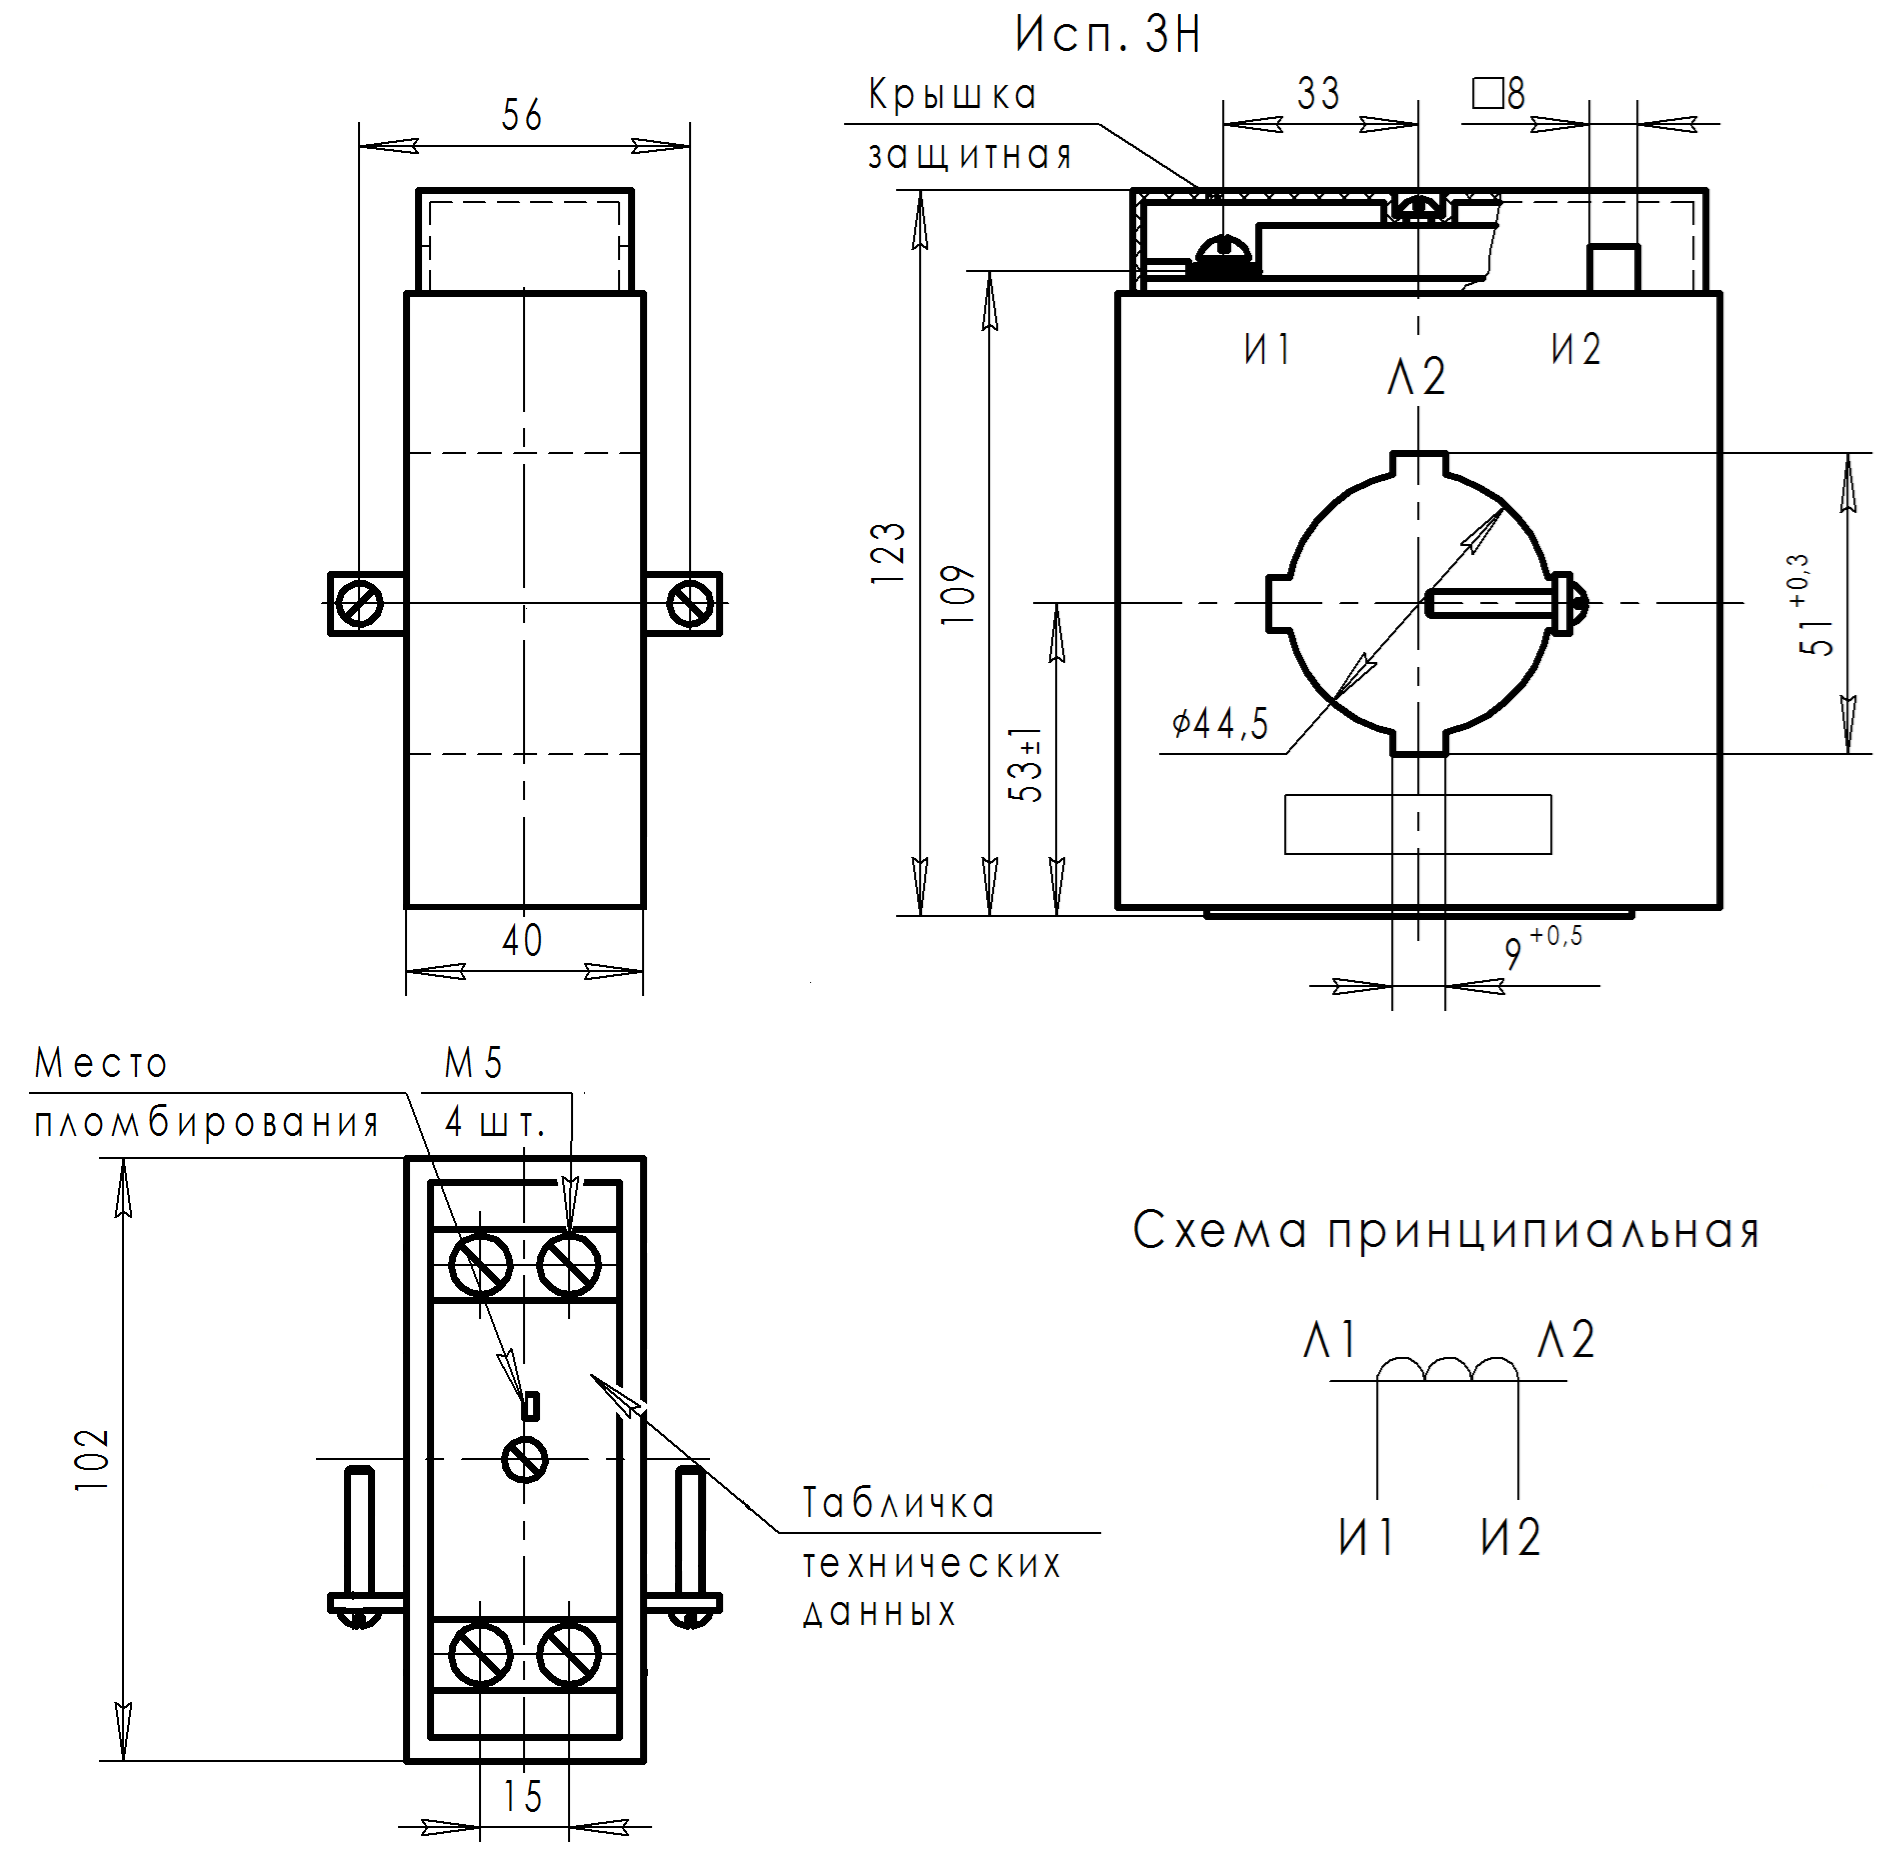 Исп. 3Н
56
Крышка
защитная
33
□8
И1
И2
Л2
123
109
53±1
⌀44,5
51+0,3
40
9+0,5
Место
пломбирования
М5
4 шт.
102
15
Табличка
технических
данных
Схема принципиальная
Л1
Л2
И1
И2